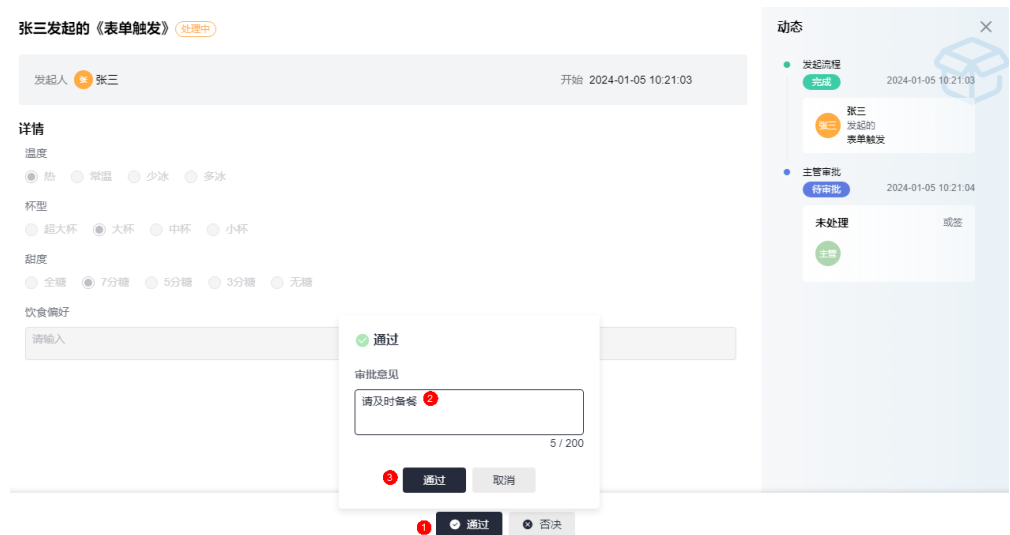 张三发起的《表单触发》 处理中
发起人 张 张三 开始 2024-01-05 10:21:03
详情
温度
热 常温 少冰 多冰
杯型
超大杯 大杯 中杯 小杯
甜度
全糖 7分糖 5分糖 3分糖 无糖
饮食偏好
请输入
通过
审批意见
请及时备餐 2
5 / 200
3 通过 取消
1 通过 否决
动态
发起流程
完成 2024-01-05 10:21:03
张三
张三 发起的
表单触发
主管审批
待审批 2024-01-05 10:21:04
未处理 或签
主管